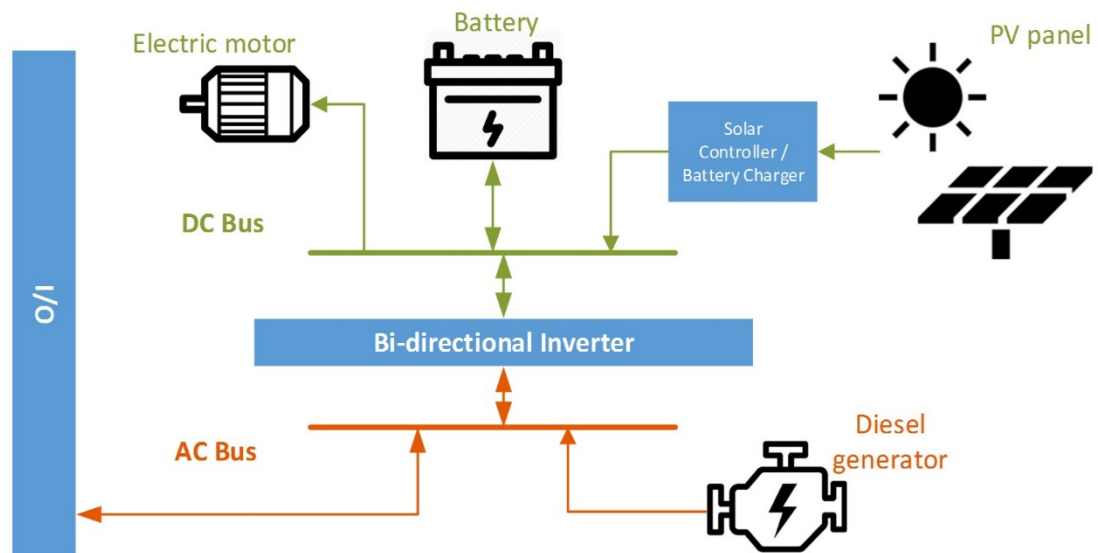 Electric motor
Battery
PV panel
Solar
Controller /
Battery Charger
DC Bus
I/O
Bi-directional Inverter
AC Bus
Diesel
generator